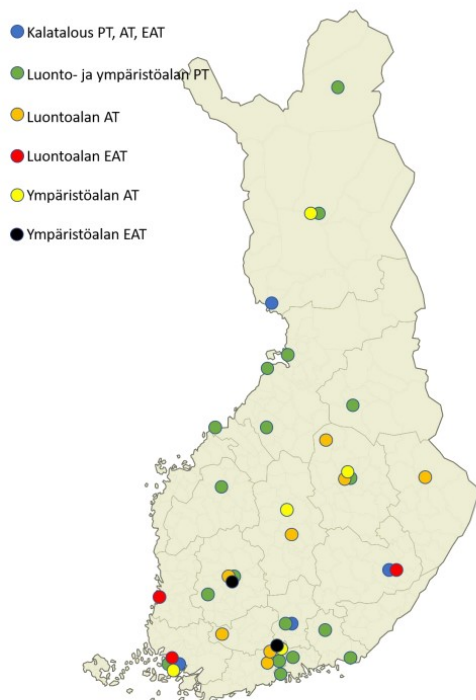 Kalatalous PT, AT, EAT
Luonto- ja ympäristöalan PT
Luontoalan AT
Luontoalan EAT
Ympäristöalan AT
Ympäristöalan EAT